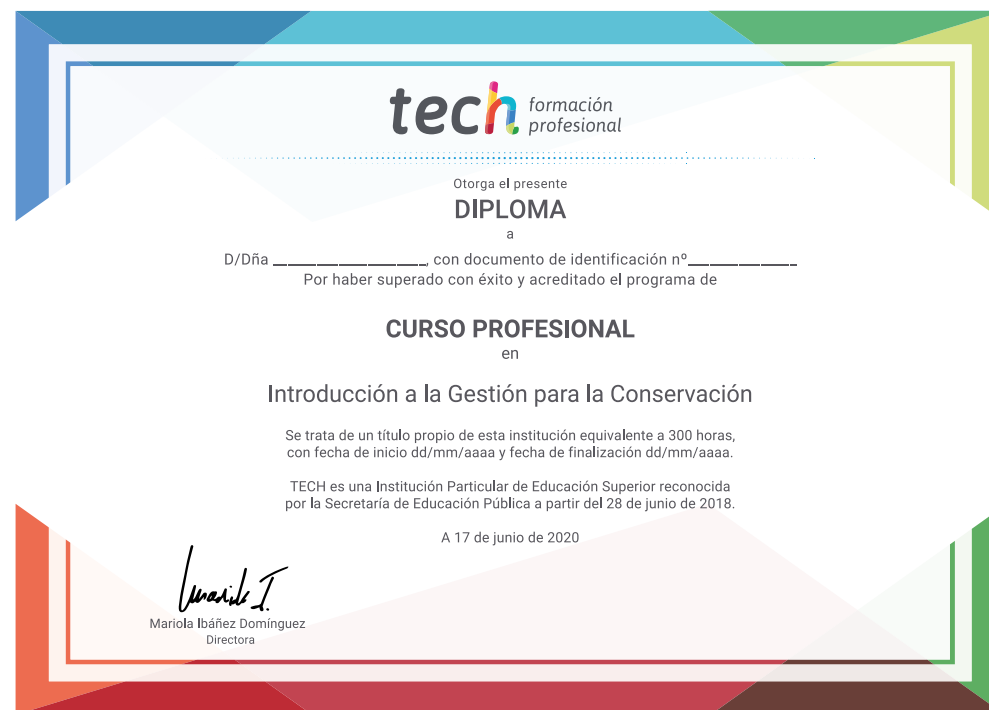 tech formación
profesional
Otorga el presente
DIPLOMA
a
D/Dña ____________________, con documento de identificación nº______________
Por haber superado con éxito y acreditado el programa de
CURSO PROFESIONAL
en
Introducción a la Gestión para la Conservación
Se trata de un título propio de esta institución equivalente a 300 horas,
con fecha de inicio dd/mm/aaaa y fecha de finalización dd/mm/aaaa.
TECH es una Institución Particular de Educación Superior reconocida
por la Secretaría de Educación Pública a partir del 28 de junio de 2018.
A 17 de junio de 2020
Mariola Ibáñez Domínguez
Directora